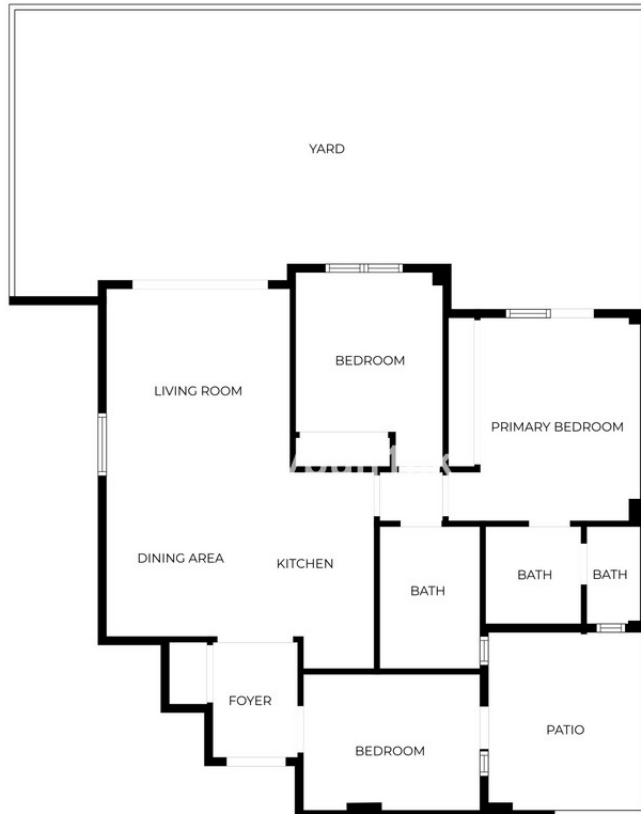 YARD
BEDROOM
LIVING ROOM
PRIMARY BEDROOM
DINING AREA
KITCHEN
BATH
BATH
BATH
FOYER
BEDROOM
PATIO